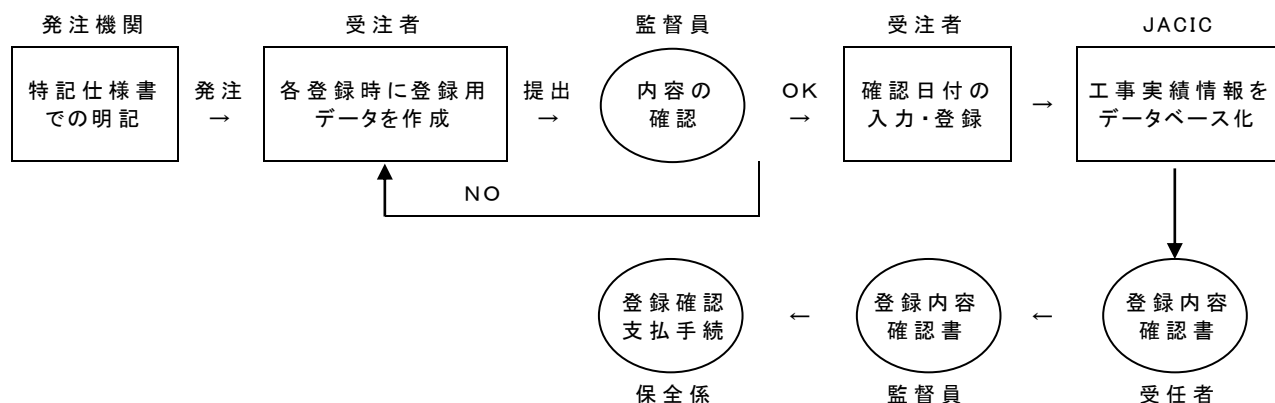 発注機関
受注者
監督員
受注者
JACIC
特記仕様書
での明記
発注
→
各登録時に登録用
データを作成
提出
→
内容の
確認
OK
→
確認日付の
入力・登録
→
工事実績情報を
データベース化
NO
登録確認
支払手続
←
登録内容
確認書
←
登録内容
確認書
保全係
監督員
受任者